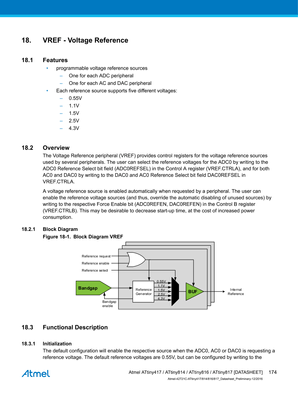 18. VREF - Voltage Reference
18.1 Features
• programmable voltage reference sources
– One for each ADC peripheral
– One for each AC and DAC peripheral
• Each reference source supports five different voltages:
– 0.55V
– 1.1V
– 1.5V
– 2.5V
– 4.3V
18.2 Overview
The Voltage Reference peripheral (VREF) provides control registers for the voltage reference sources
used by several peripherals. The user can select the reference voltages for the ADC0 by writing to the
ADC0 Reference Select bit field (ADC0REFSEL) in the Control A register (VREF.CTRLA), and for both
AC0 and DAC0 by writing to the DAC0 and AC0 Reference Select bit field DAC0REFSEL in
VREF.CTRLA.
A voltage reference source is enabled automatically when requested by a peripheral. The user can
enable the reference voltage sources (and thus, override the automatic disabling of unused sources) by
writing to the respective Force Enable bit (ADC0REFEN, DAC0REFEN) in the Control B register
(VREF.CTRLB). This may be desirable to decrease start-up time, at the cost of increased power
consumption.
18.2.1 Block Diagram
Figure 18-1. Block Diagram VREF
Reference request
Reference enable
Reference select
Bandgap
Bandgap
enable
Reference
Generator
0.55V
1.1V
1.5V
2.5V
4.3V
BUF
Internal
Reference
18.3 Functional Description
18.3.1 Initialization
The default configuration will enable the respective source when the ADC0, AC0 or DAC0 is requesting a
reference voltage. The default reference voltages are 0.55V, but can be configured by writing to the
Atmel
Atmel ATtiny417 / ATtiny814 / ATtiny816 / ATtiny817 [DATASHEET] 174